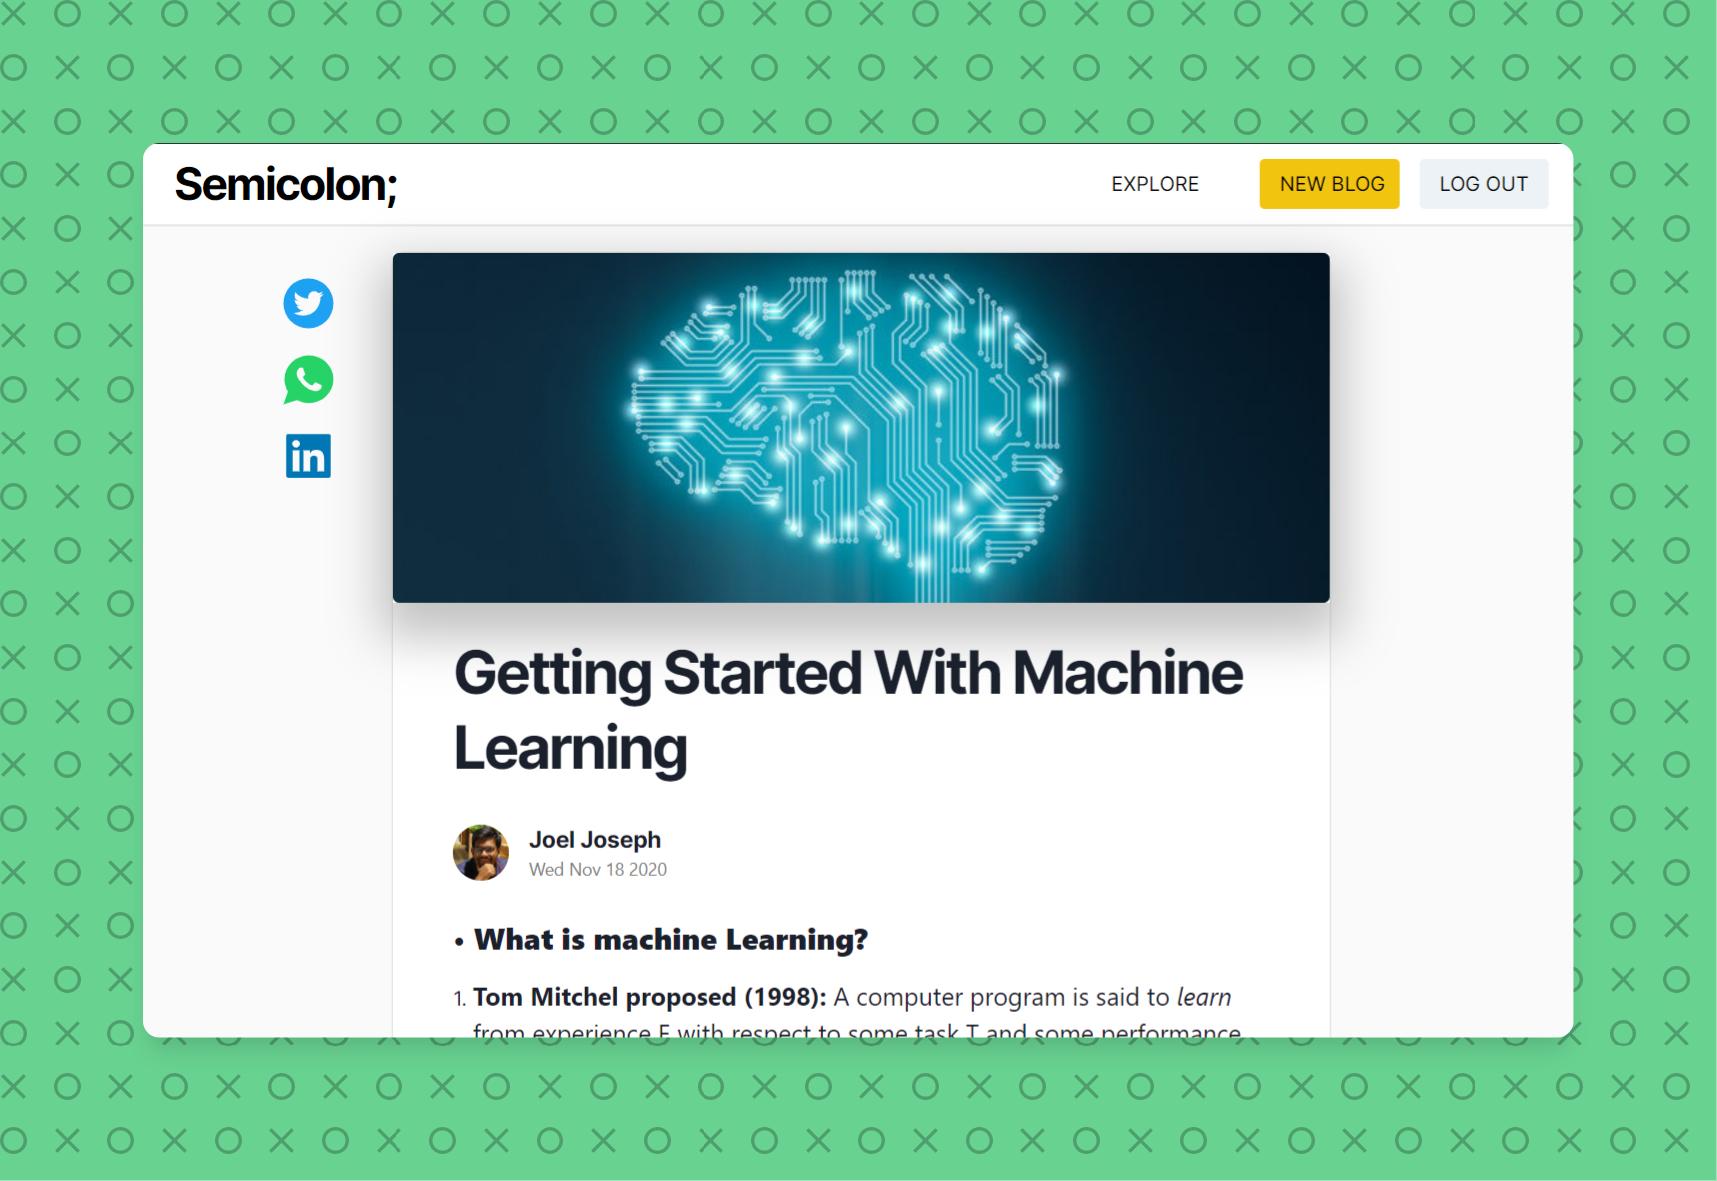 Semicolon;
EXPLORE
NEW BLOG
LOG OUT
in
Getting Started With Machine
Learning
Joel Joseph
Wed Nov 18 2020
• What is machine Learning?
1. Tom Mitchel proposed (1998): A computer program is said to learn
from experience E with respect to some task T and some performance